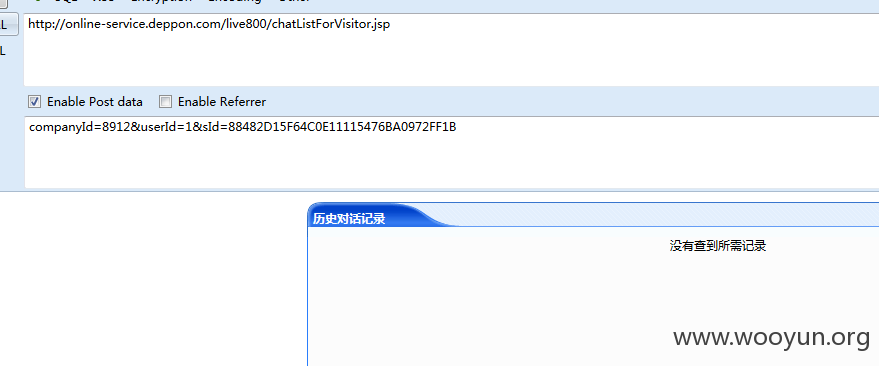 http://online-service.deppon.com/live800/chatListForVisitor.jsp
Enable Post data Enable Referrer
companyId=8912&userId=1&sId=88482D15F64C0E11115476BA0972FF1B
历史对话记录
没有查到所需记录
www.wooyun.org